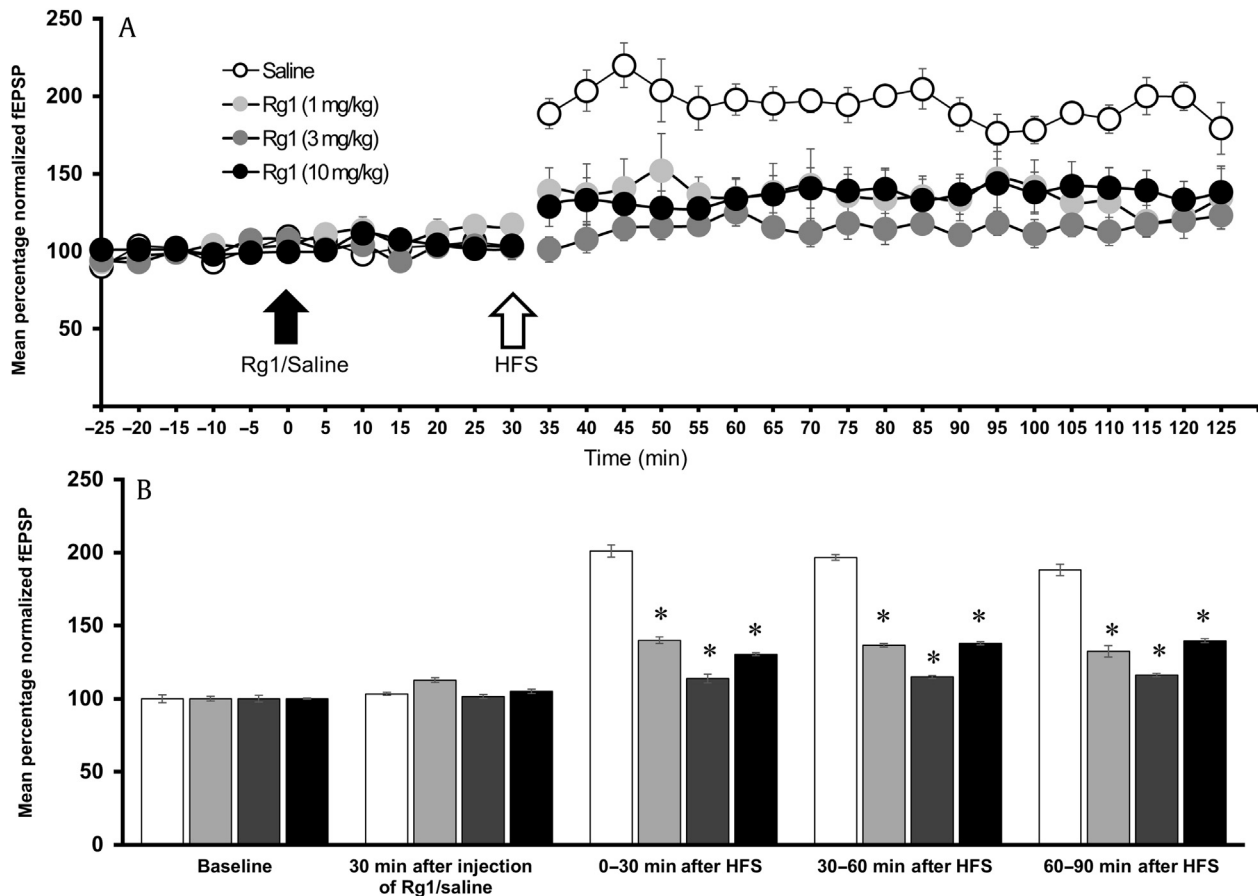 A
Mean percentage normalized fEPSP
250
200
150
100
50
Saline
Rg1 (1 mg/kg)
Rg1 (3 mg/kg)
Rg1 (10 mg/kg)
Rg1/Saline
HFS
–25 –20 –15 –10 –5 0 5 10 15 20 25 30 35 40 45 50 55 60 65 70 75 80 85 90 95 100 105 110 115 120 125
Time (min)
B
Mean percentage normalized fEPSP
250
200
150
100
50
0
* * *
* * *
* * *
Baseline
30 min after injection
of Rg1/saline
0–30 min after HFS
30–60 min after HFS
60–90 min after HFS